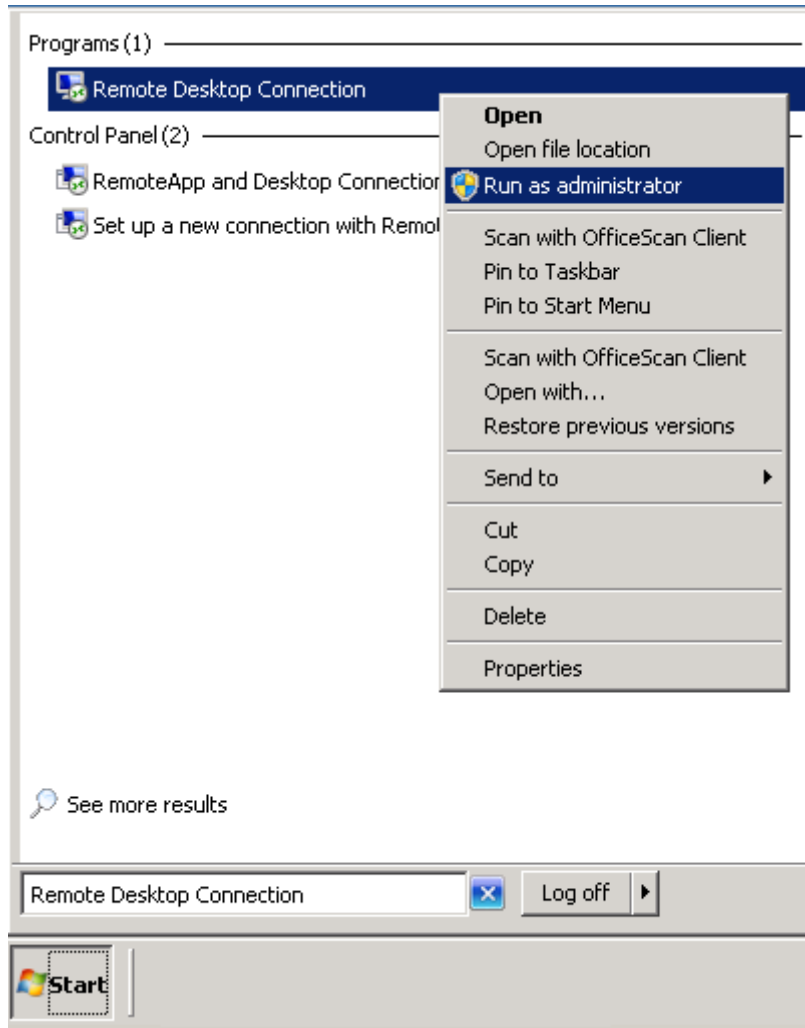 Programs (1)
Remote Desktop Connection
Control Panel (2)
RemoteApp and Desktop Connection
Set up a new connection with Remot
Open
Open file location
Run as administrator
Scan with OfficeScan Client
Pin to Taskbar
Pin to Start Menu
Scan with OfficeScan Client
Open with...
Restore previous versions
Send to
Cut
Copy
Delete
Properties
See more results
Remote Desktop Connection
Log off
Start